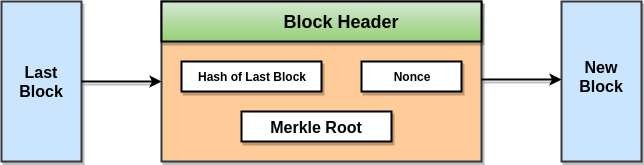 Last
Block
Block Header
Hash of Last Block
Nonce
Merkle Root
New
Block